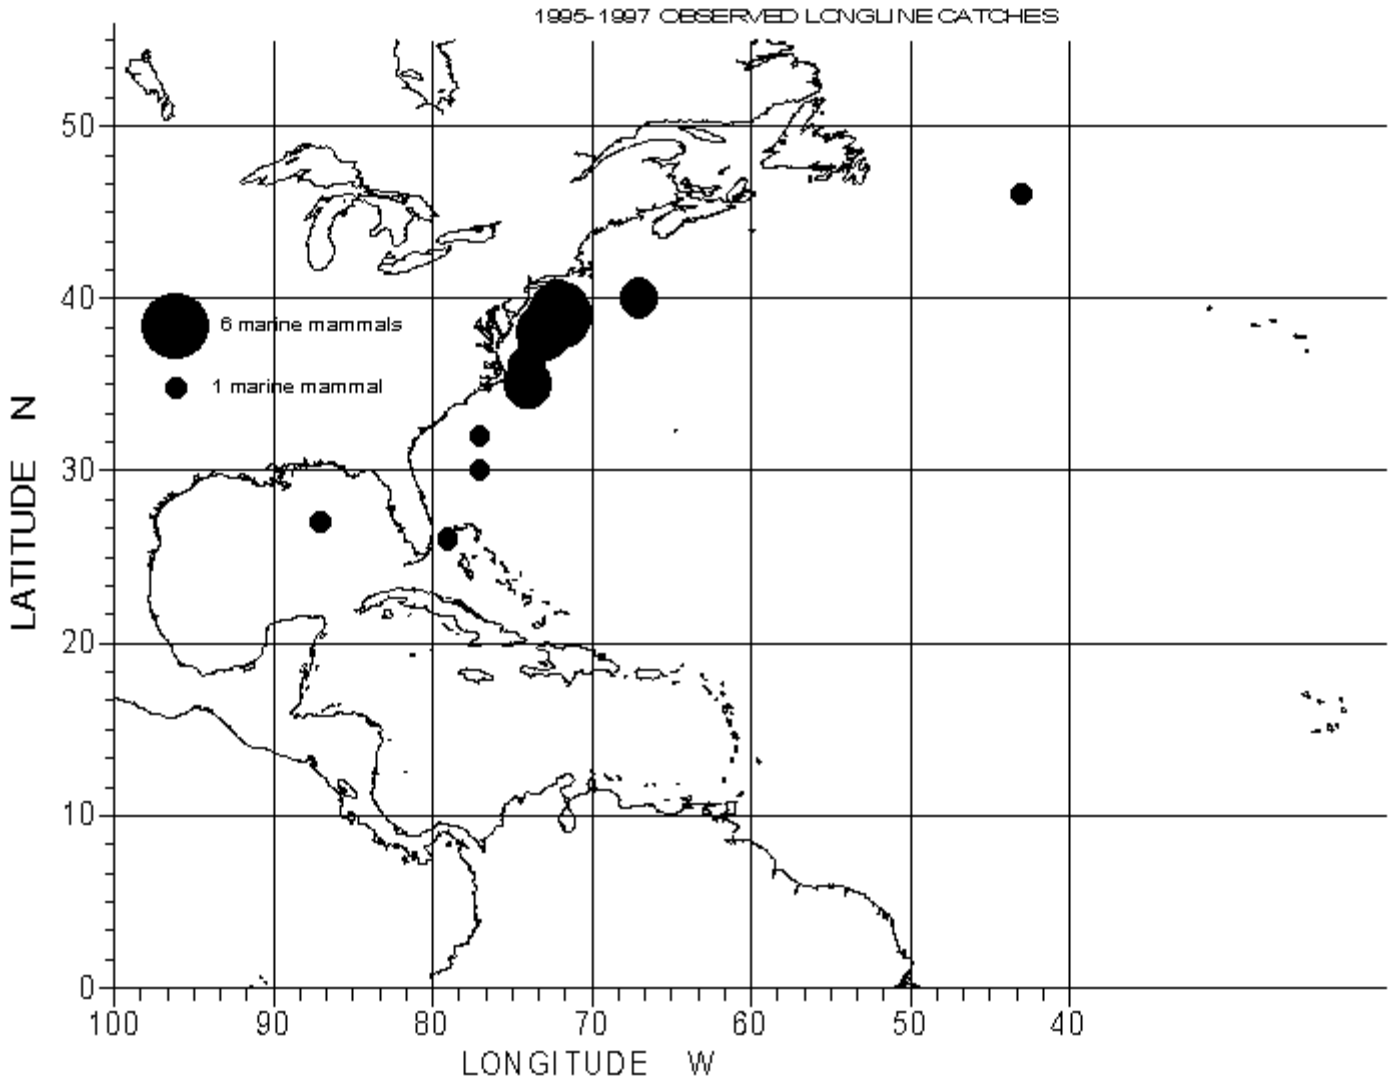 1995-1997 OBSERVED LONGLINE CATCHES
50
40
6 marine mammals
1 marine mammal
30
20
10
0
LATITUDE N
100 90 80 70 60 50 40
LONGITUDE W